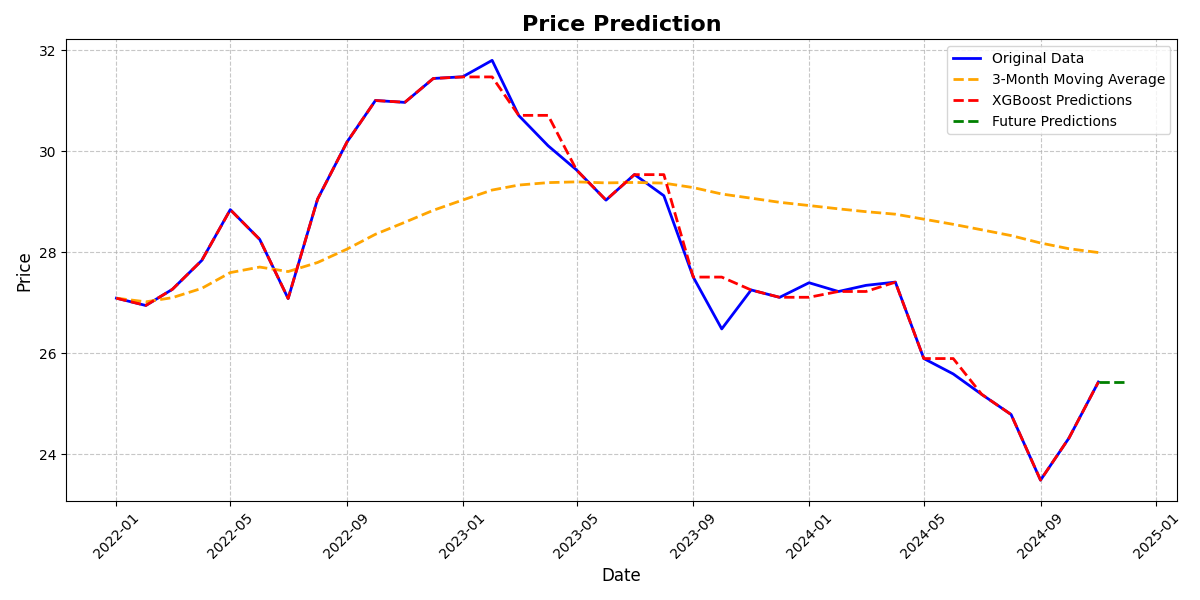 Price Prediction
Original Data
3-Month Moving Average
XGBoost Predictions
Future Predictions
Price
32
30
28
26
24
2022-01
2022-05
2022-09
2023-01
2023-05
2023-09
2024-01
2024-05
2024-09
2025-01
Date